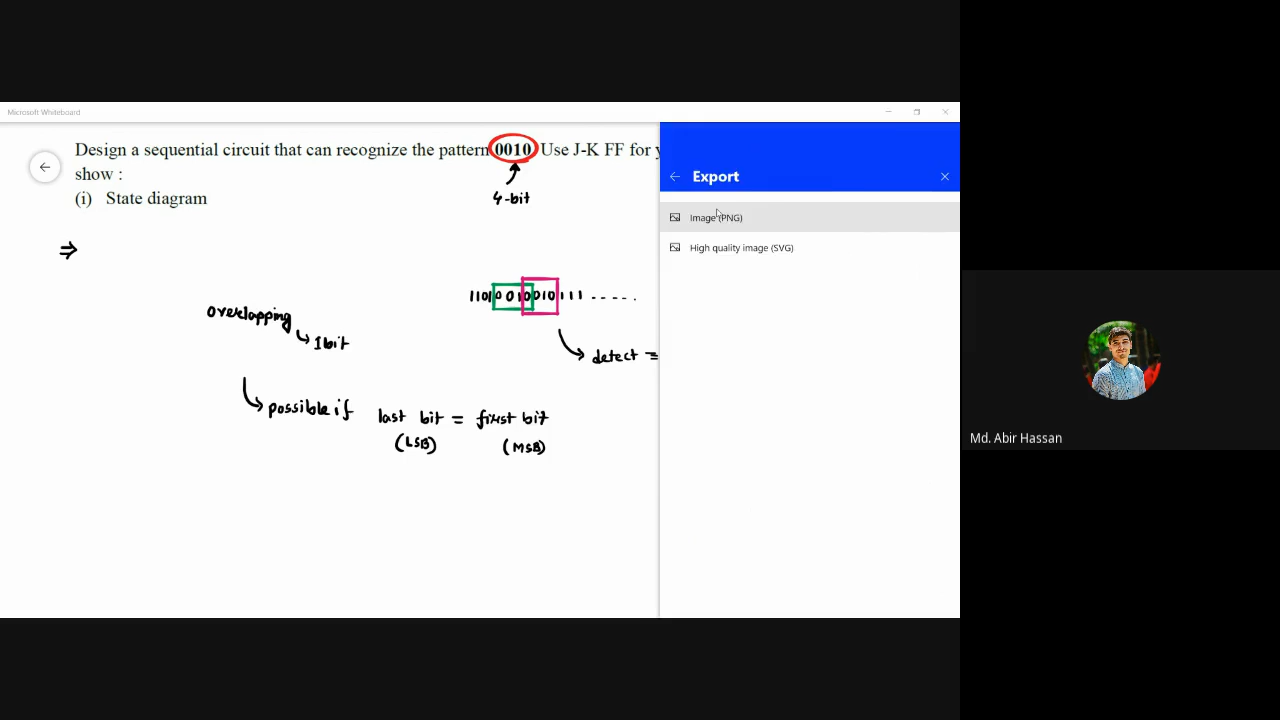 Microsoft Whiteboard
Design a sequential circuit that can recognize the pattern 0010 Use J-K FF for
show :
(i) State diagram
4-bit
⇒
11010010010111 .....
overlapping
↳ 1bit
detect =
possible if last bit = first bit
(LSB) (MSB)
Export
Image (PNG)
High quality image (SVG)
Md. Abir Hassan